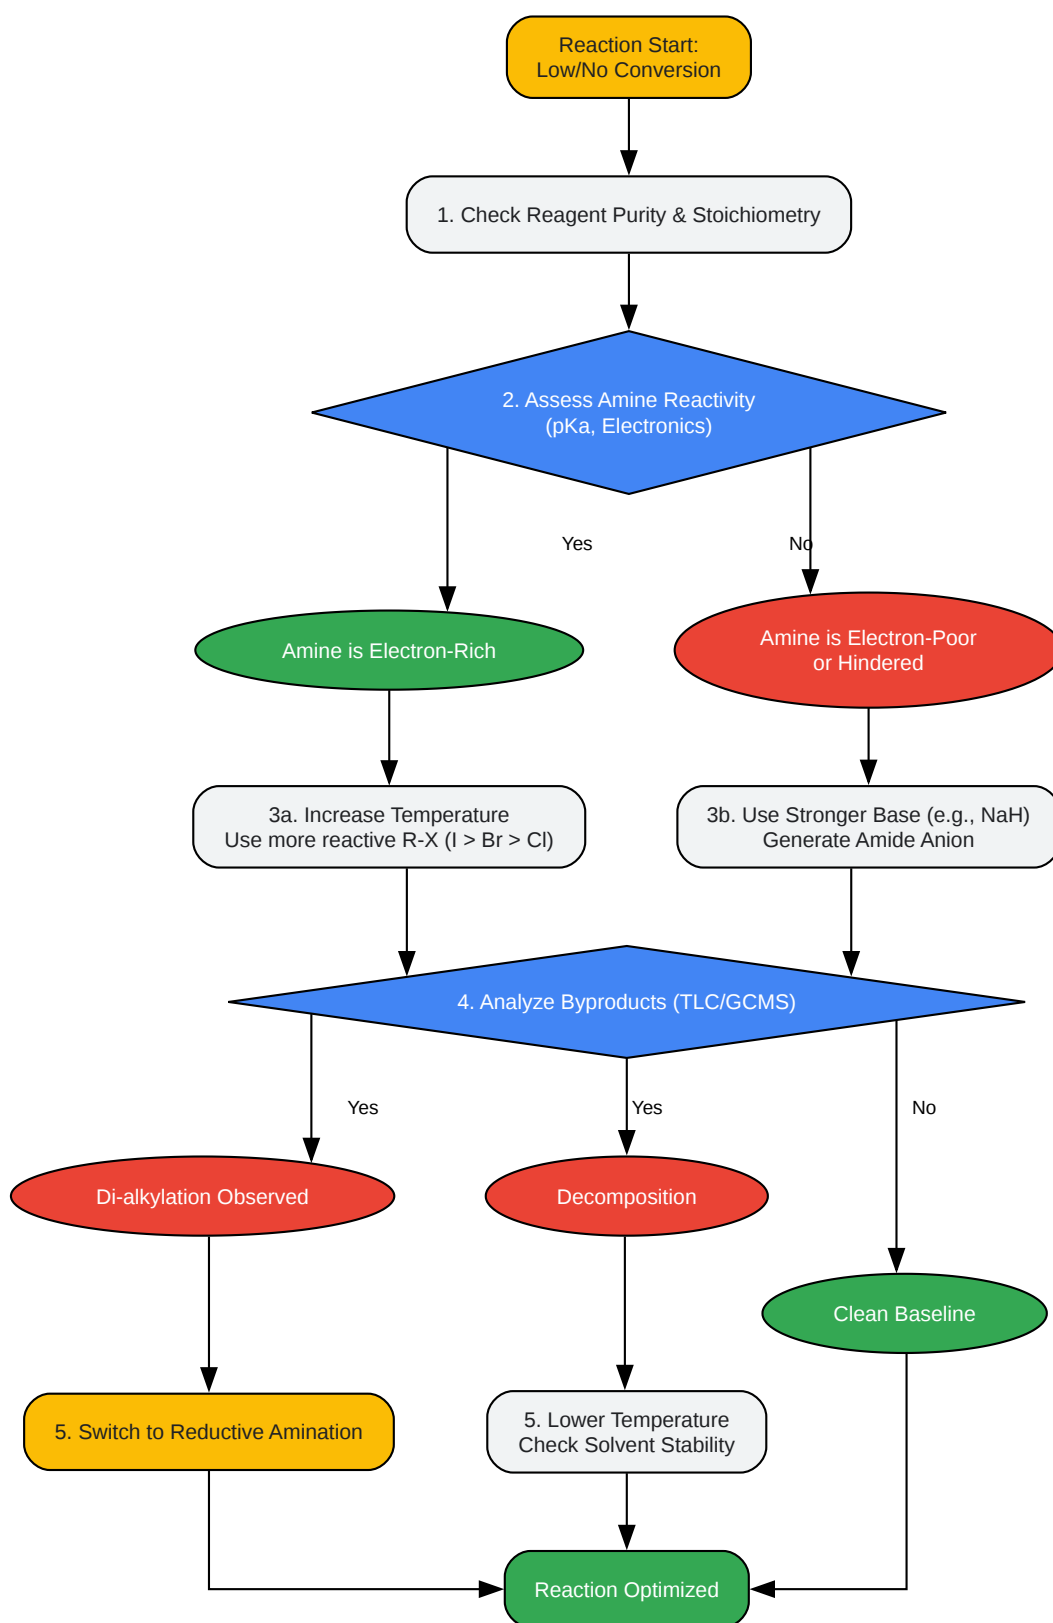 Reaction Start:
Low/No Conversion
1. Check Reagent Purity & Stoichiometry
2. Assess Amine Reactivity
(pKa, Electronics)
Yes
No
Amine is Electron-Rich
Amine is Electron-Poor
or Hindered
3a. Increase Temperature
Use more reactive R-X (I > Br > Cl)
3b. Use Stronger Base (e.g., NaH)
Generate Amide Anion
4. Analyze Byproducts (TLC/GCMS)
Yes
Yes
No
Di-alkylation Observed
Decomposition
Clean Baseline
5. Switch to Reductive Amination
5. Lower Temperature
Check Solvent Stability
Reaction Optimized